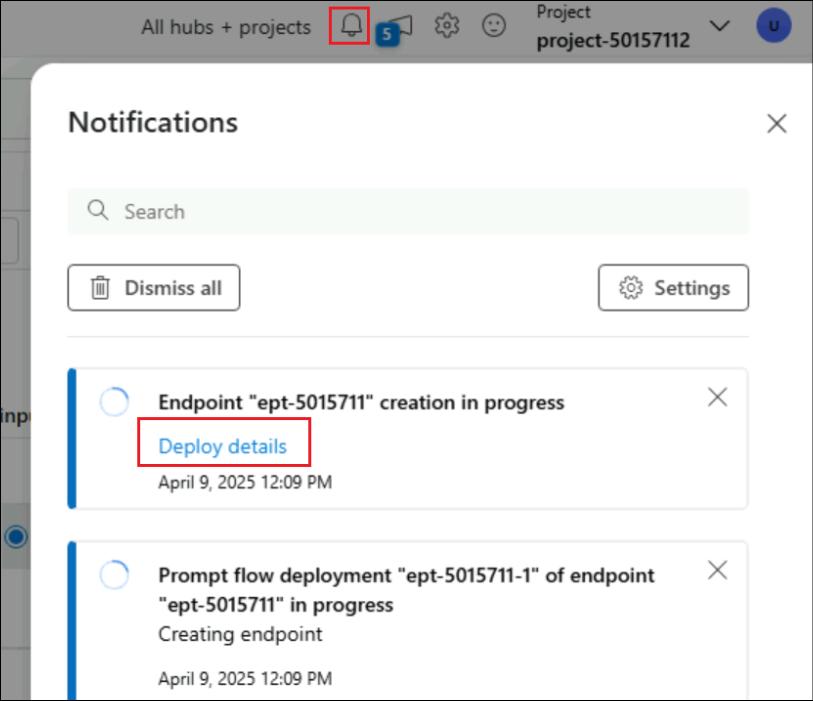 All hubs + projects
5
Project
project-50157112
U
Notifications
Search
Dismiss all
Settings
Endpoint "ept-5015711" creation in progress
Deploy details
April 9, 2025 12:09 PM
inpu
Prompt flow deployment "ept-5015711-1" of endpoint
"ept-5015711" in progress
Creating endpoint
April 9, 2025 12:09 PM